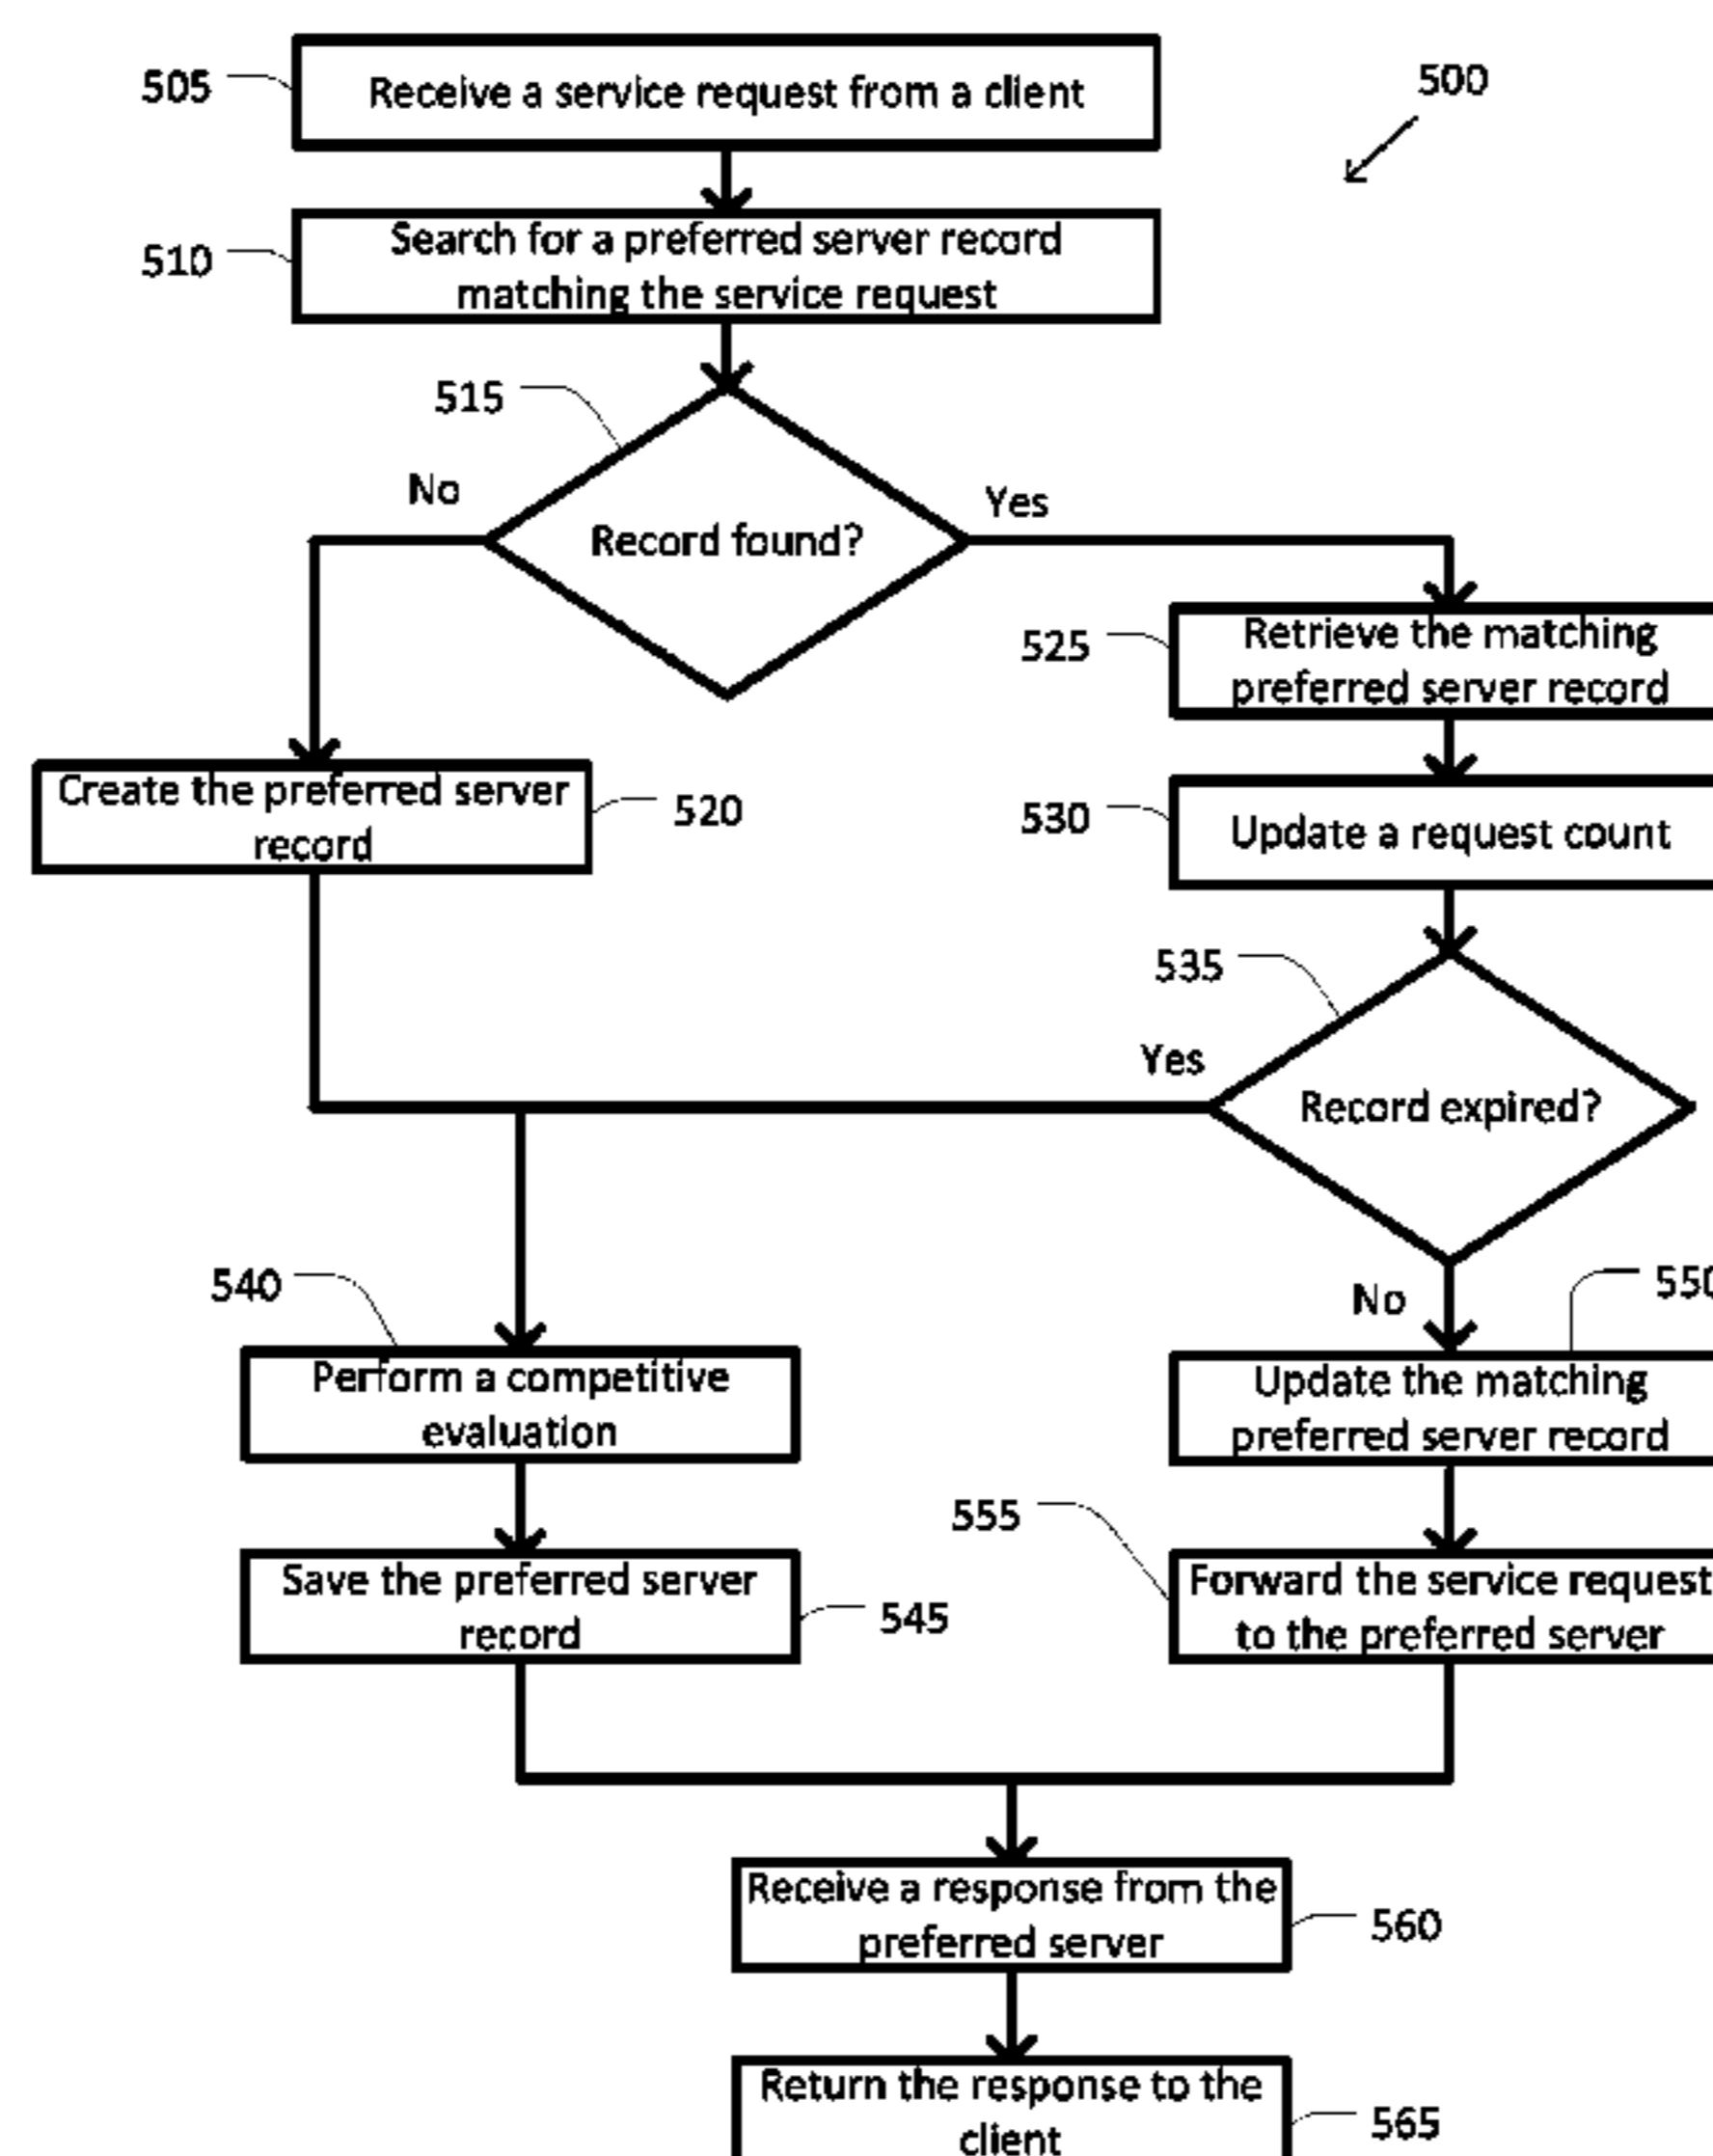 505
Receive a service request from a client
500
510
Search for a preferred server record
matching the service request
515
No
Record found?
Yes
525
Retrieve the matching
preferred server record
Create the preferred server
record
520
530
Update a request count
535
Yes
Record expired?
540
No
550
Perform a competitive
evaluation
Update the matching
preferred server record
555
Save the preferred server
record
545
Forward the service request
to the preferred server
Receive a response from the
preferred server
560
Return the response to the
client
565